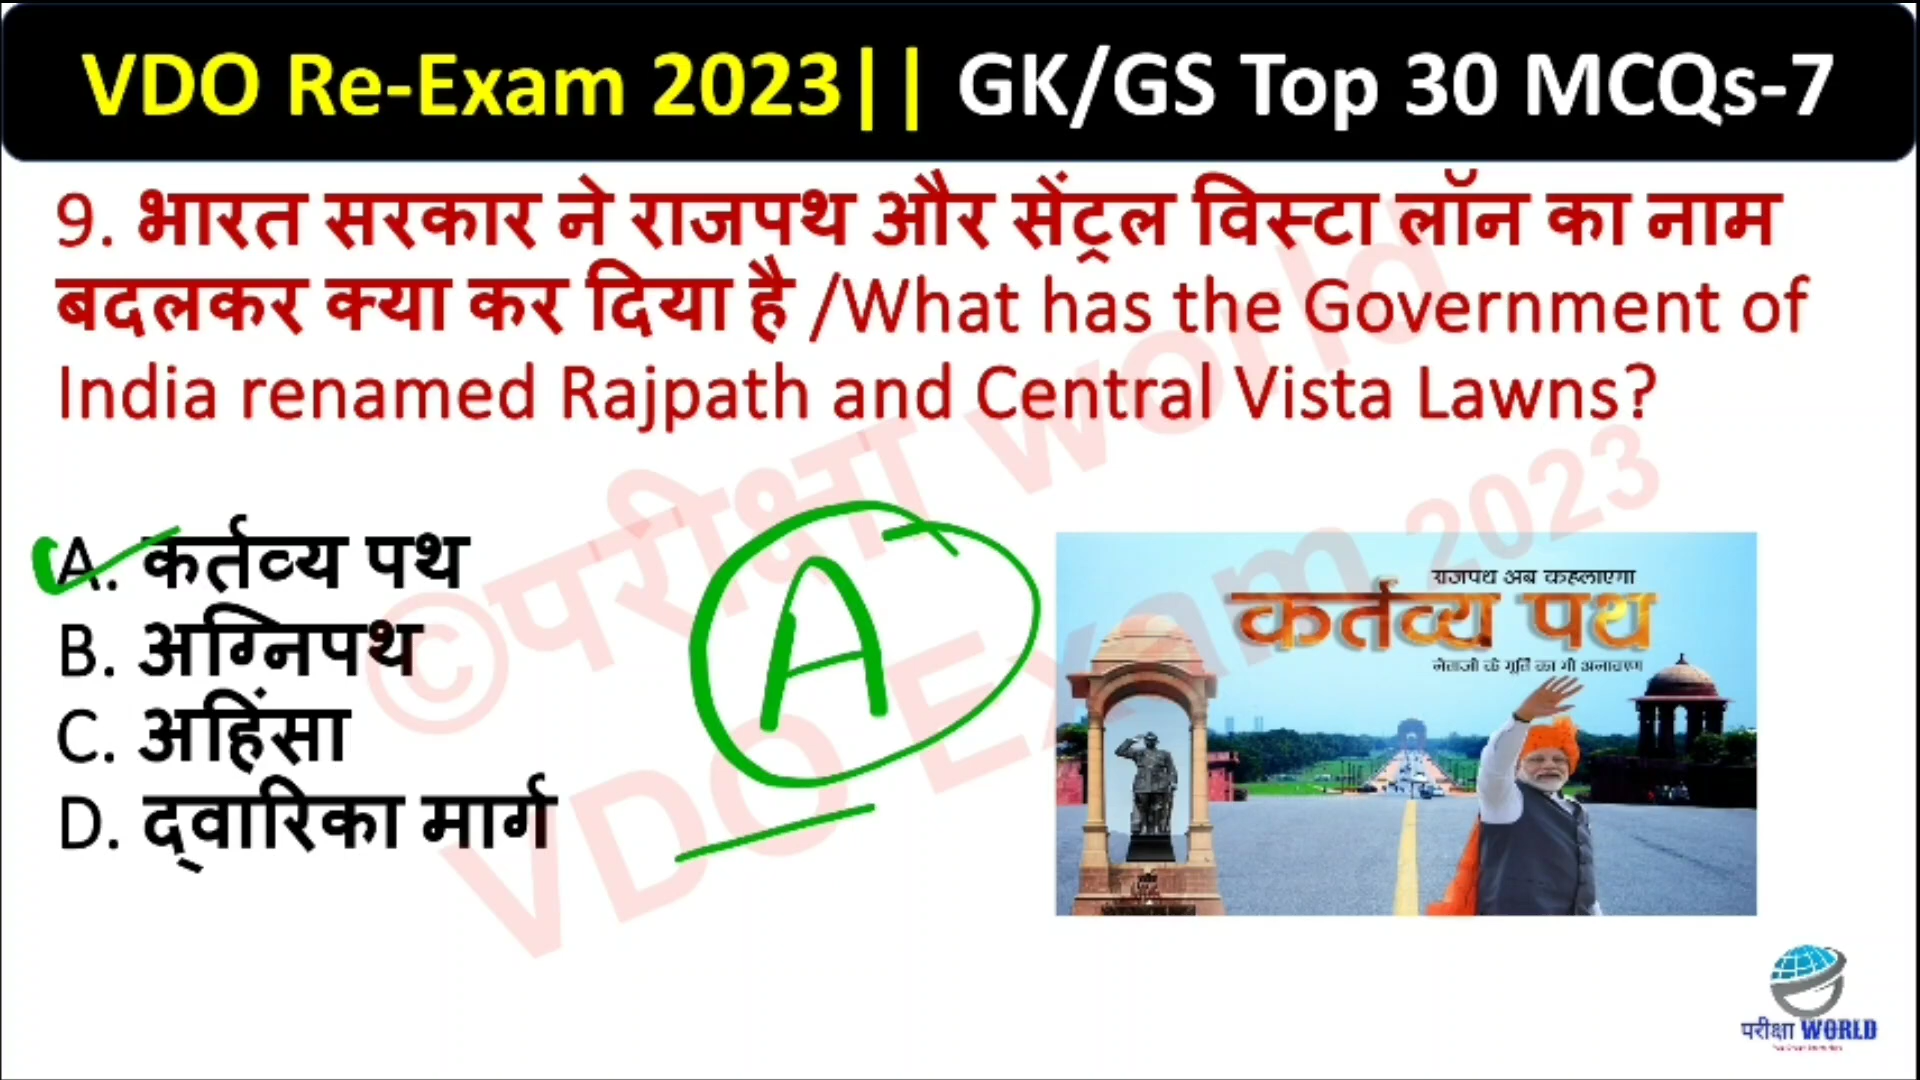 VDO Re-Exam 2023|| GK/GS Top 30 MCQs-7
9. भारत सरकार ने राजपथ और सेंट्रल विस्टा लॉन का नाम
बदलकर क्या कर दिया है /What has the Government of
India renamed Rajpath and Central Vista Lawns?
A. कर्तव्य पथ
B. अग्निपथ
C. अहिंसा
D. द्वारिका मार्ग
A
राजपथ अब कहलाएगा
कर्तव्य पथ
नेताजी के मूर्ति का भी अनावरण
©परीक्षा world
VDO Exam 2023
परीक्षा WORLD